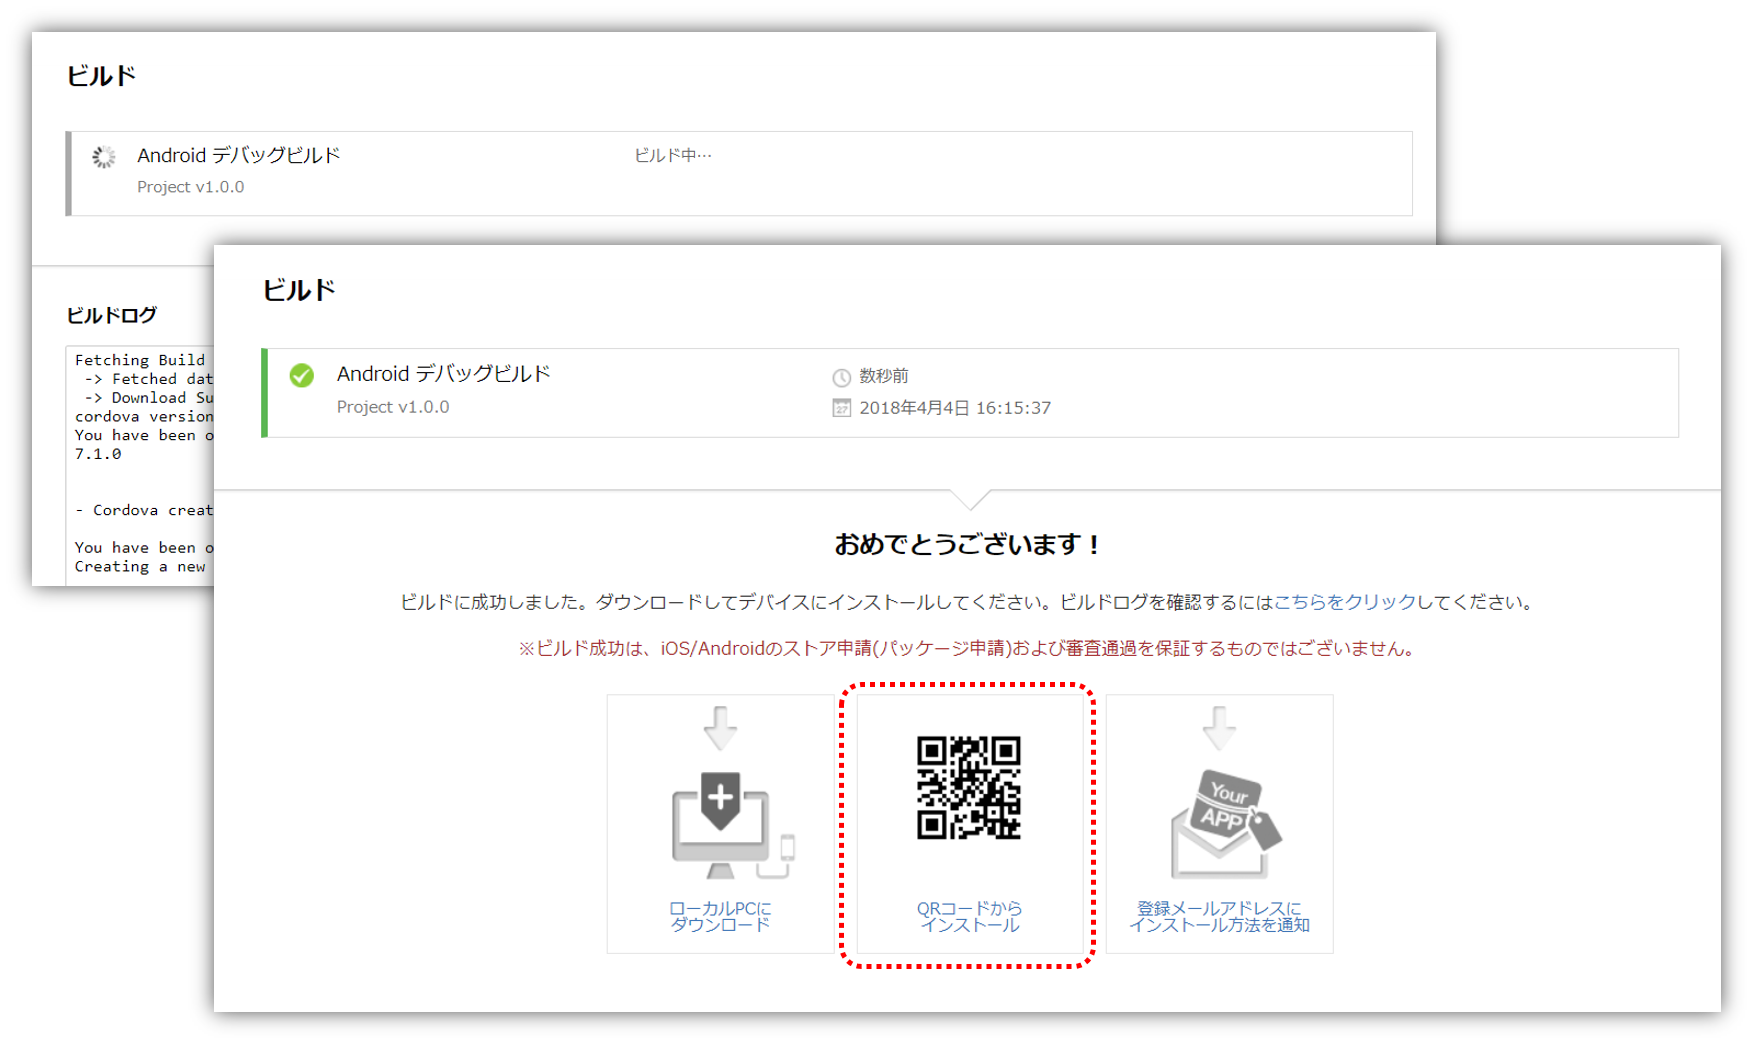 ビルド
Android デバッグビルド
ビルド中…
Project v1.0.0
ビルドログ
Fetching Build
-> Fetched dat
-> Download Su
cordova version
You have been o
7.1.0
- Cordova creat
You have been o
Creating a new
ビルド
Android デバッグビルド
数秒前
Project v1.0.0
27
2018年4月4日 16:15:37
おめでとうございます！
ビルドに成功しました。ダウンロードしてデバイスにインストールしてください。ビルドログを確認するにはこちらをクリックしてください。
※ビルド成功は、iOS/Androidのストア申請(パッケージ申請)および審査通過を保証するものではございません。
ローカルPCに
ダウンロード
QRコードから
インストール
Your
APP
登録メールアドレスに
インストール方法を通知